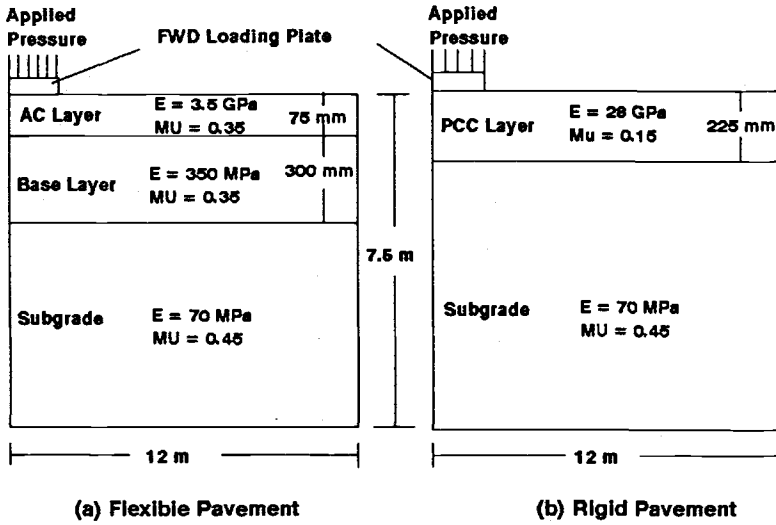 Applied
Pressure
FWD Loading Plate
Applied
Pressure
AC Layer
E = 3.5 GPa
MU = 0.35
75 mm
Base Layer
E = 350 MPa
MU = 0.35
300 mm
Subgrade
E = 70 MPa
MU = 0.45
7.5 m
12 m
(a) Flexible Pavement
PCC Layer
E = 28 GPa
Mu = 0.15
225 mm
Subgrade
E = 70 MPa
MU = 0.45
12 m
(b) Rigid Pavement